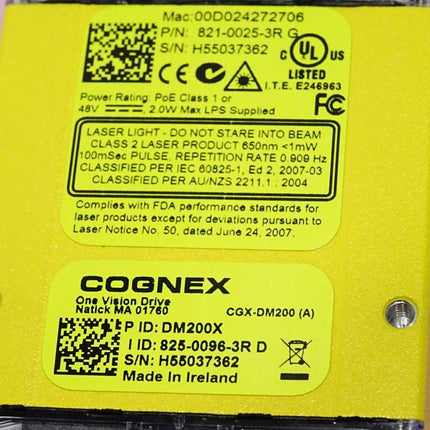 Mac:00D024272706
P/N: 821-0025-3R G
S/N: H55037362
c UL US
LISTED
I.T.E. E246963
Power Rating: PoE Class 1 or
48V 2.0W Max LPS Supplied
FC
LASER LIGHT - DO NOT STARE INTO BEAM
CLASS 2 LASER PRODUCT 650nm <1mW
100mSec PULSE, REPETITION RATE 0.909 Hz
CLASSIFIED PER IEC 60825-1, Ed 2, 2007-03
CLASSIFIED PER AU/NZS 2211.1 : 2004
Complies with FDA performance standards for
laser products except for deviations pursuant to
Laser Notice No. 50, dated June 24, 2007.
COGNEX
One Vision Drive
Natick MA 01760
CGX-DM200 (A)
P ID: DM200X
I ID: 825-0096-3R D
S/N: H55037362
Made in Ireland